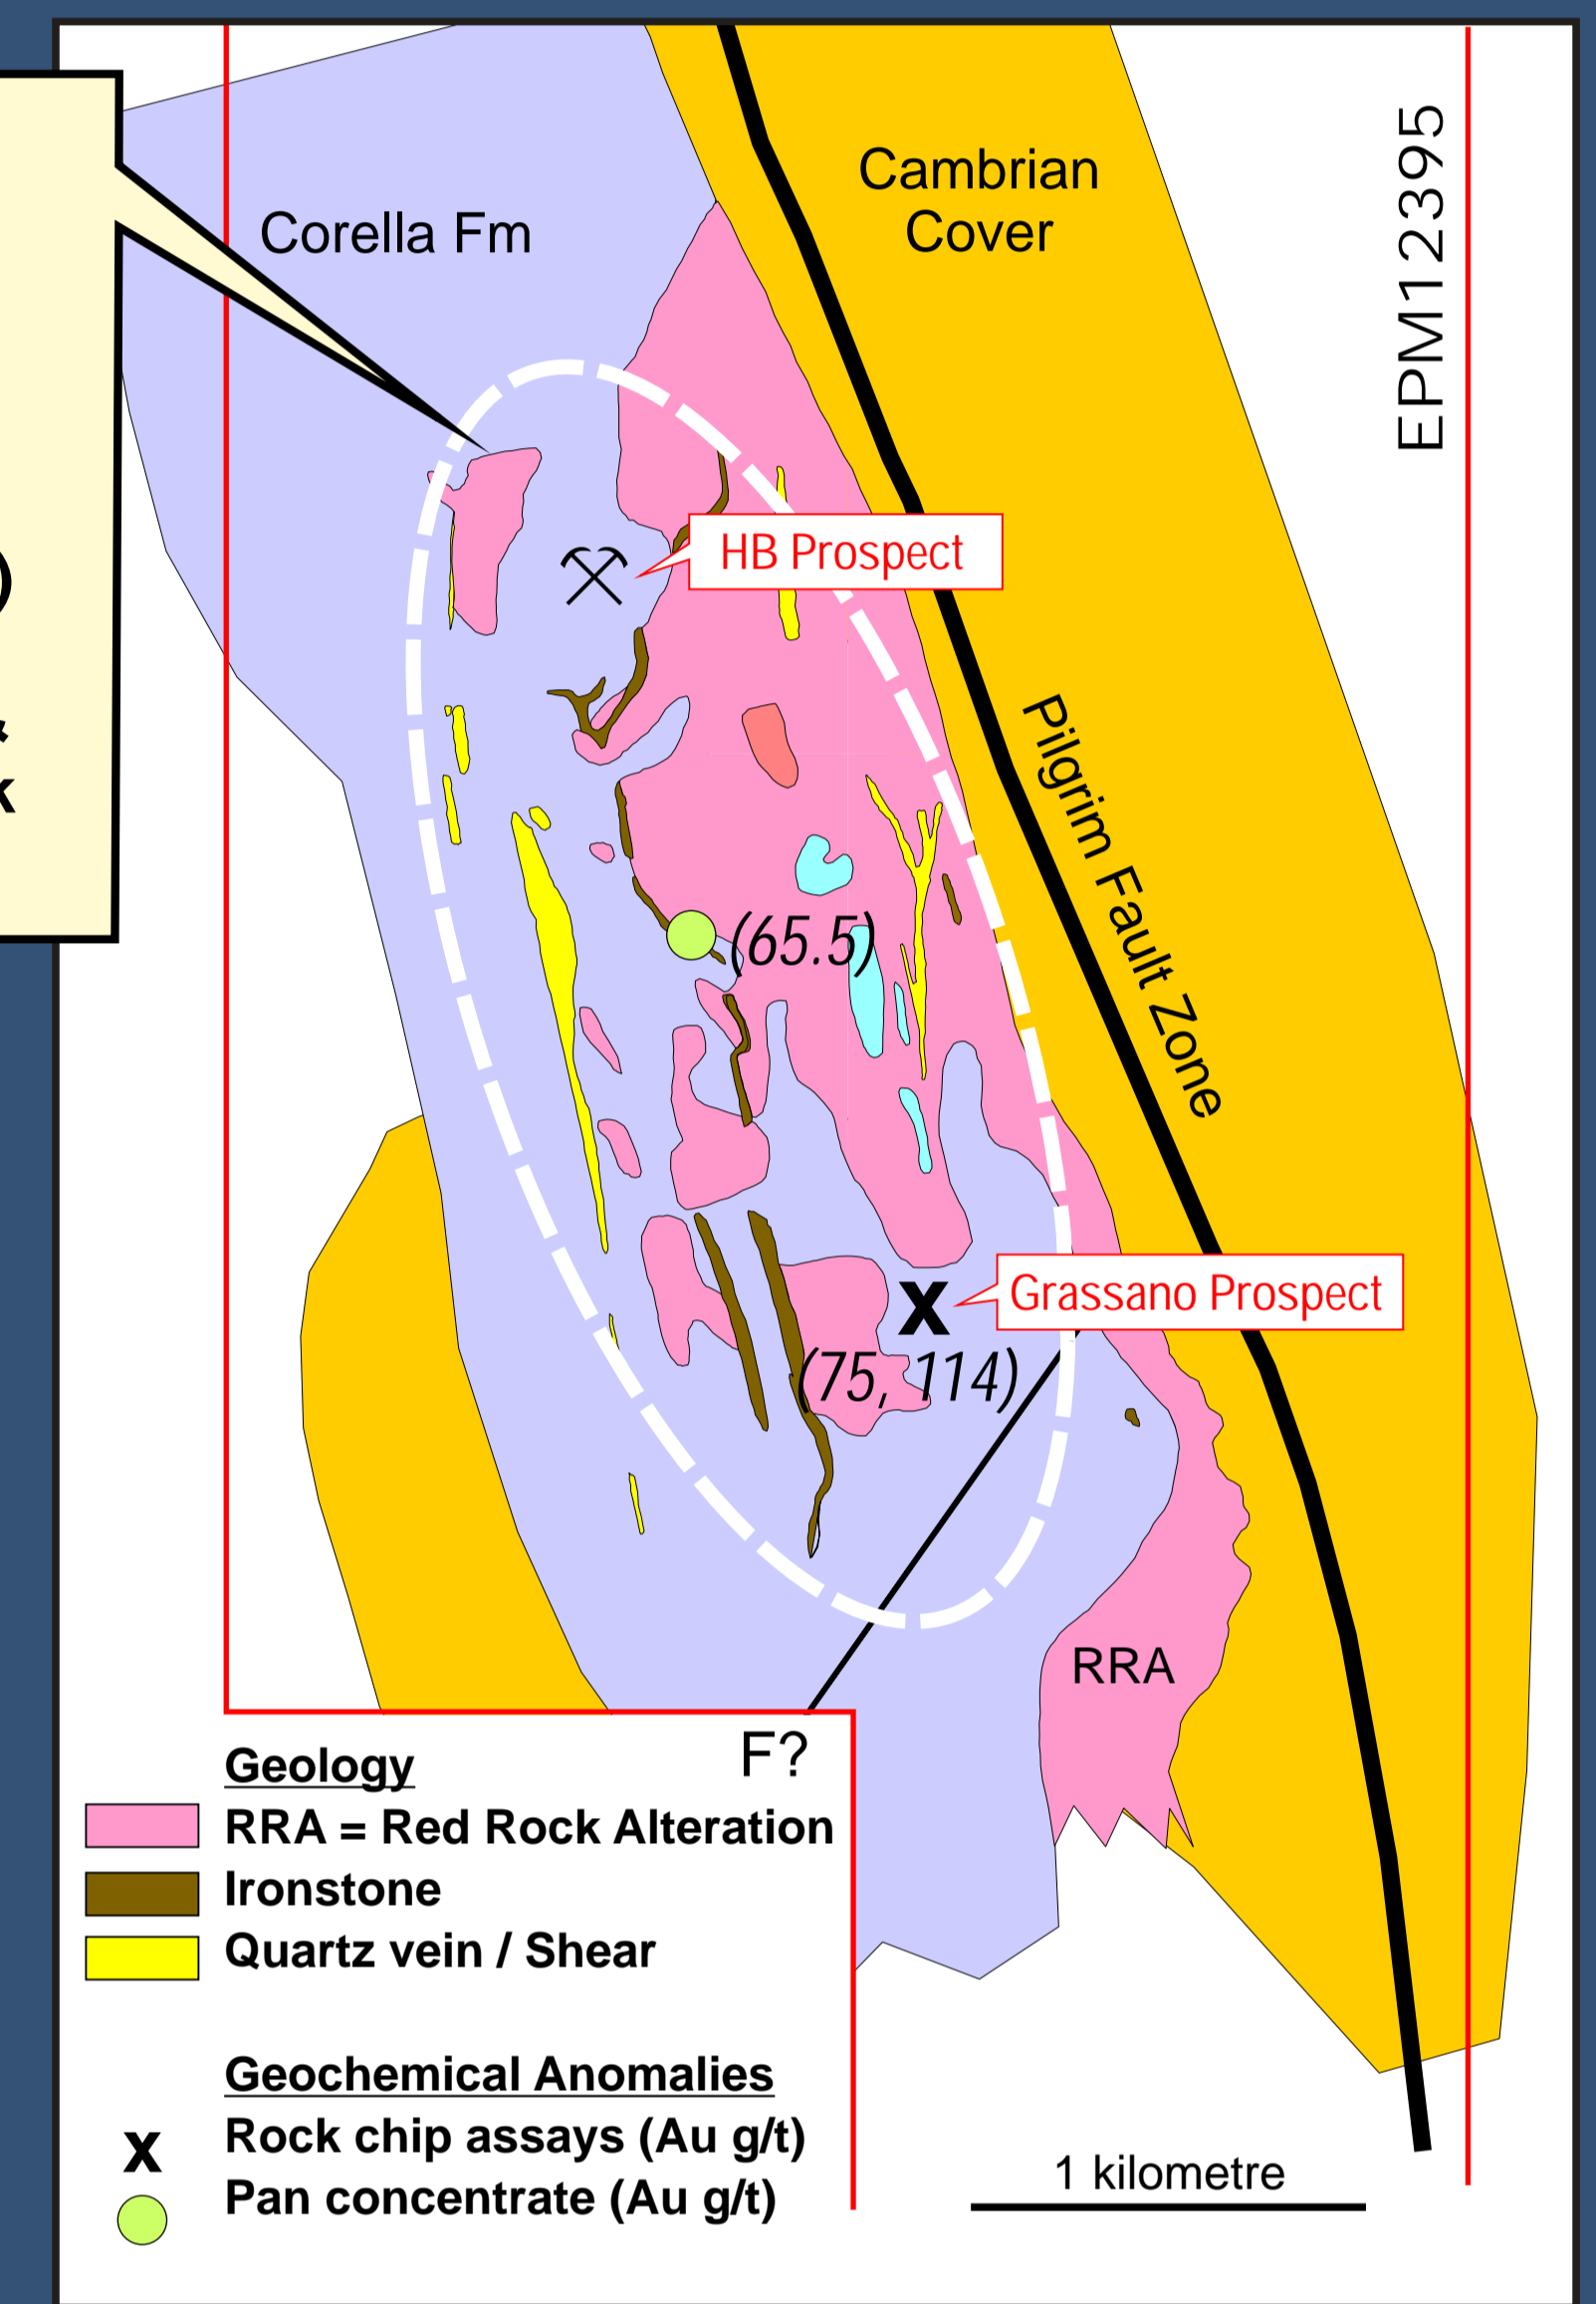 Cambrian
Cover
EPM12395
Corella Fm
HB Prospect
Pilgrim Fault Zone
(65.5)
Grassano Prospect
X
(75, 114)
RRA
F?
Geology
RRA = Red Rock Alteration
Ironstone
Quartz vein / Shear
Geochemical Anomalies
x Rock chip assays (Au g/t)
Pan concentrate (Au g/t)
1 kilometre